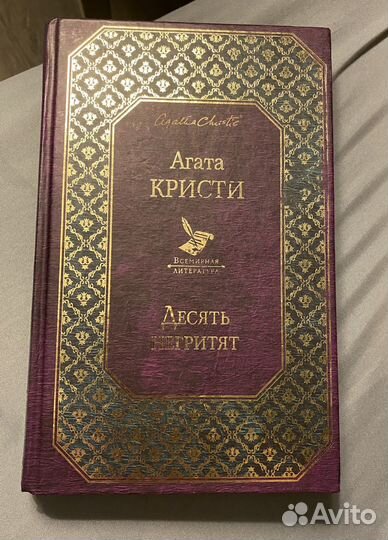 Agatha Christie
Агата
КРИСТИ
ВСЕМИРНАЯ
ЛИТЕРАТУРА
ДЕСЯТЬ
НЕГРИТЯТ
Avito